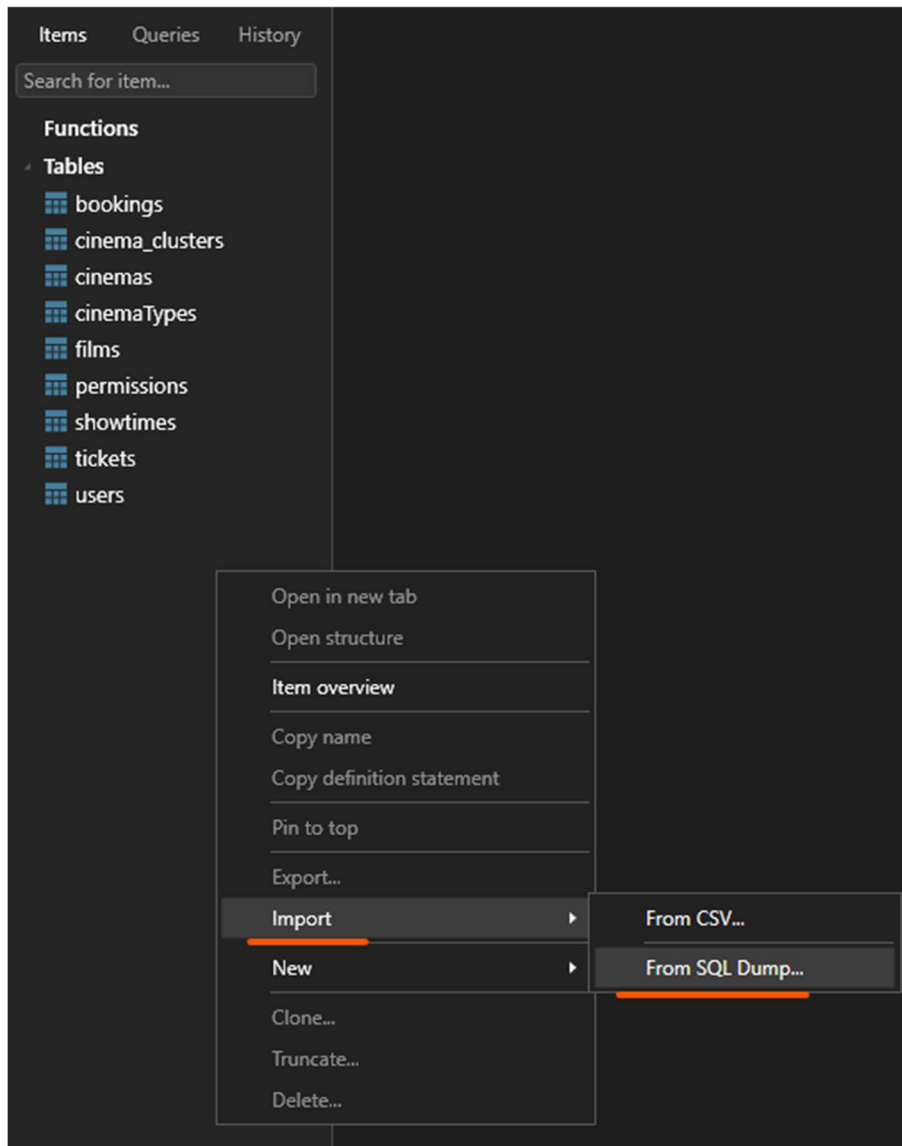 Items Queries History
Search for item...
Functions
Tables
bookings
cinema_clusters
cinemas
cinemaTypes
films
permissions
showtimes
tickets
users
Open in new tab
Open structure
Item overview
Copy name
Copy definition statement
Pin to top
Export...
Import
From CSV...
New
From SQL Dump...
Clone...
Truncate...
Delete...